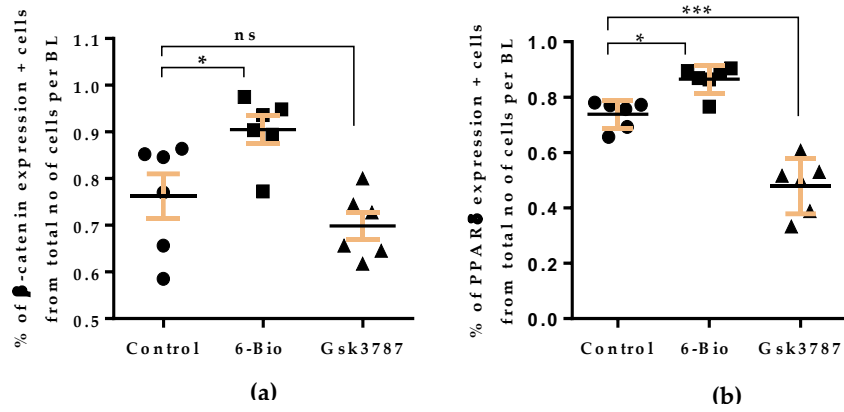 % of β-catenin expression + cells
from total no of cells per BL
1.1
1.0
0.9
0.8
0.7
0.6
0.5
ns
*
Control
6-Bio
Gsk3787
(a)
% of PPARβ expression + cells
from total no of cells per BL
1.0
0.8
0.6
0.4
0.2
0.0
***
*
Control
6-Bio
Gsk3787
(b)